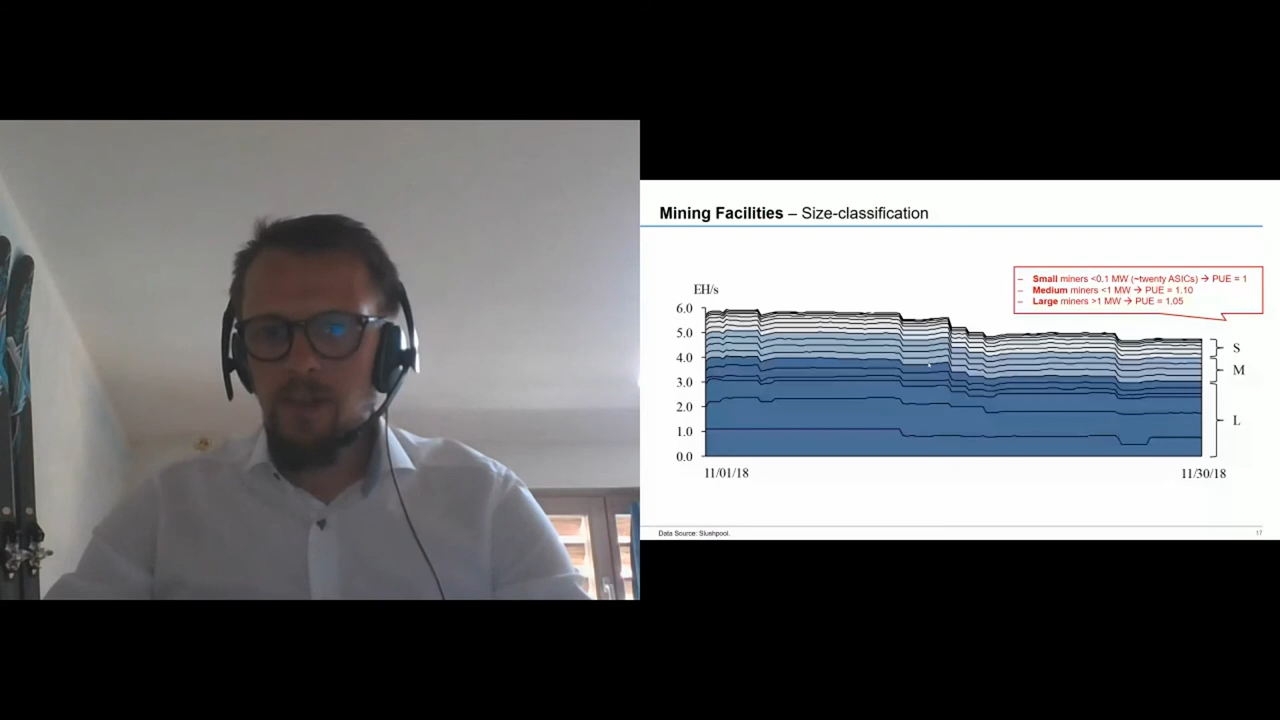 Mining Facilities – Size-classification
– Small miners <0.1 MW (~twenty ASICs) → PUE = 1
– Medium miners <1 MW → PUE = 1.10
– Large miners >1 MW → PUE = 1.05
EH/s
6.0
5.0
4.0
3.0
2.0
1.0
0.0
S
M
L
11/01/18
11/30/18
Data Source: Slushpool.
17